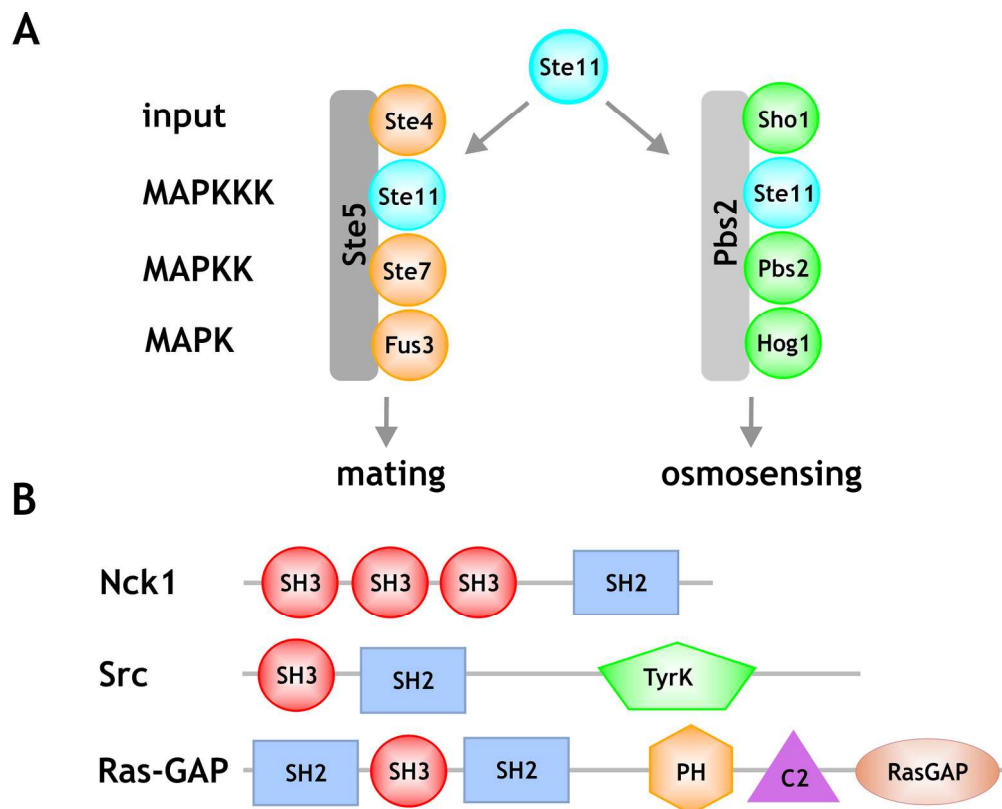 A
Ste11
input
Ste4
Sho1
MAPKKK
Ste11
Ste11
Ste5
Pbs2
MAPKK
Ste7
Pbs2
MAPK
Fus3
Hog1
mating
osmosensing
B
Nck1
SH3
SH3
SH3
SH2
Src
SH3
SH2
TyrK
Ras-GAP
SH2
SH3
SH2
PH
C2
RasGAP